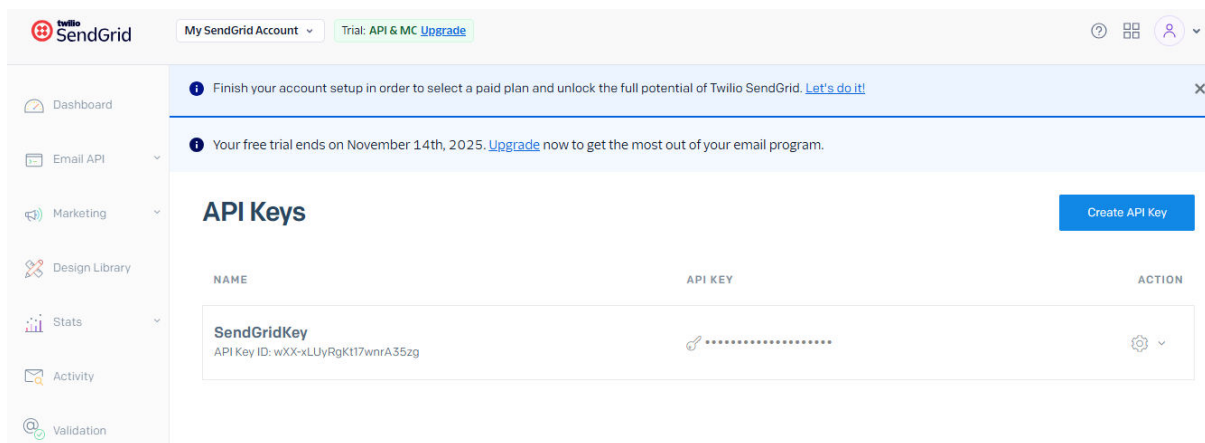 twilio
SendGrid
My SendGrid Account
Trial: API & MC Upgrade
Finish your account setup in order to select a paid plan and unlock the full potential of Twilio SendGrid. Let's do it!
Your free trial ends on November 14th, 2025. Upgrade now to get the most out of your email program.
Dashboard
Email API
Marketing
Design Library
Stats
Activity
Validation
API Keys
Create API Key
NAME API KEY ACTION
SendGridKey
API Key ID: wXX-xLUyRgKt17wnrA35zg
••••••••••••••••••••